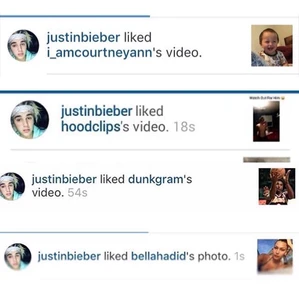 justinbieber liked
i_amcourtneyann's video.
justinbieber liked
hoodclips's video. 18s
justinbieber liked dunkgram's
video. 54s
justinbieber liked bellahadid's photo. 1s